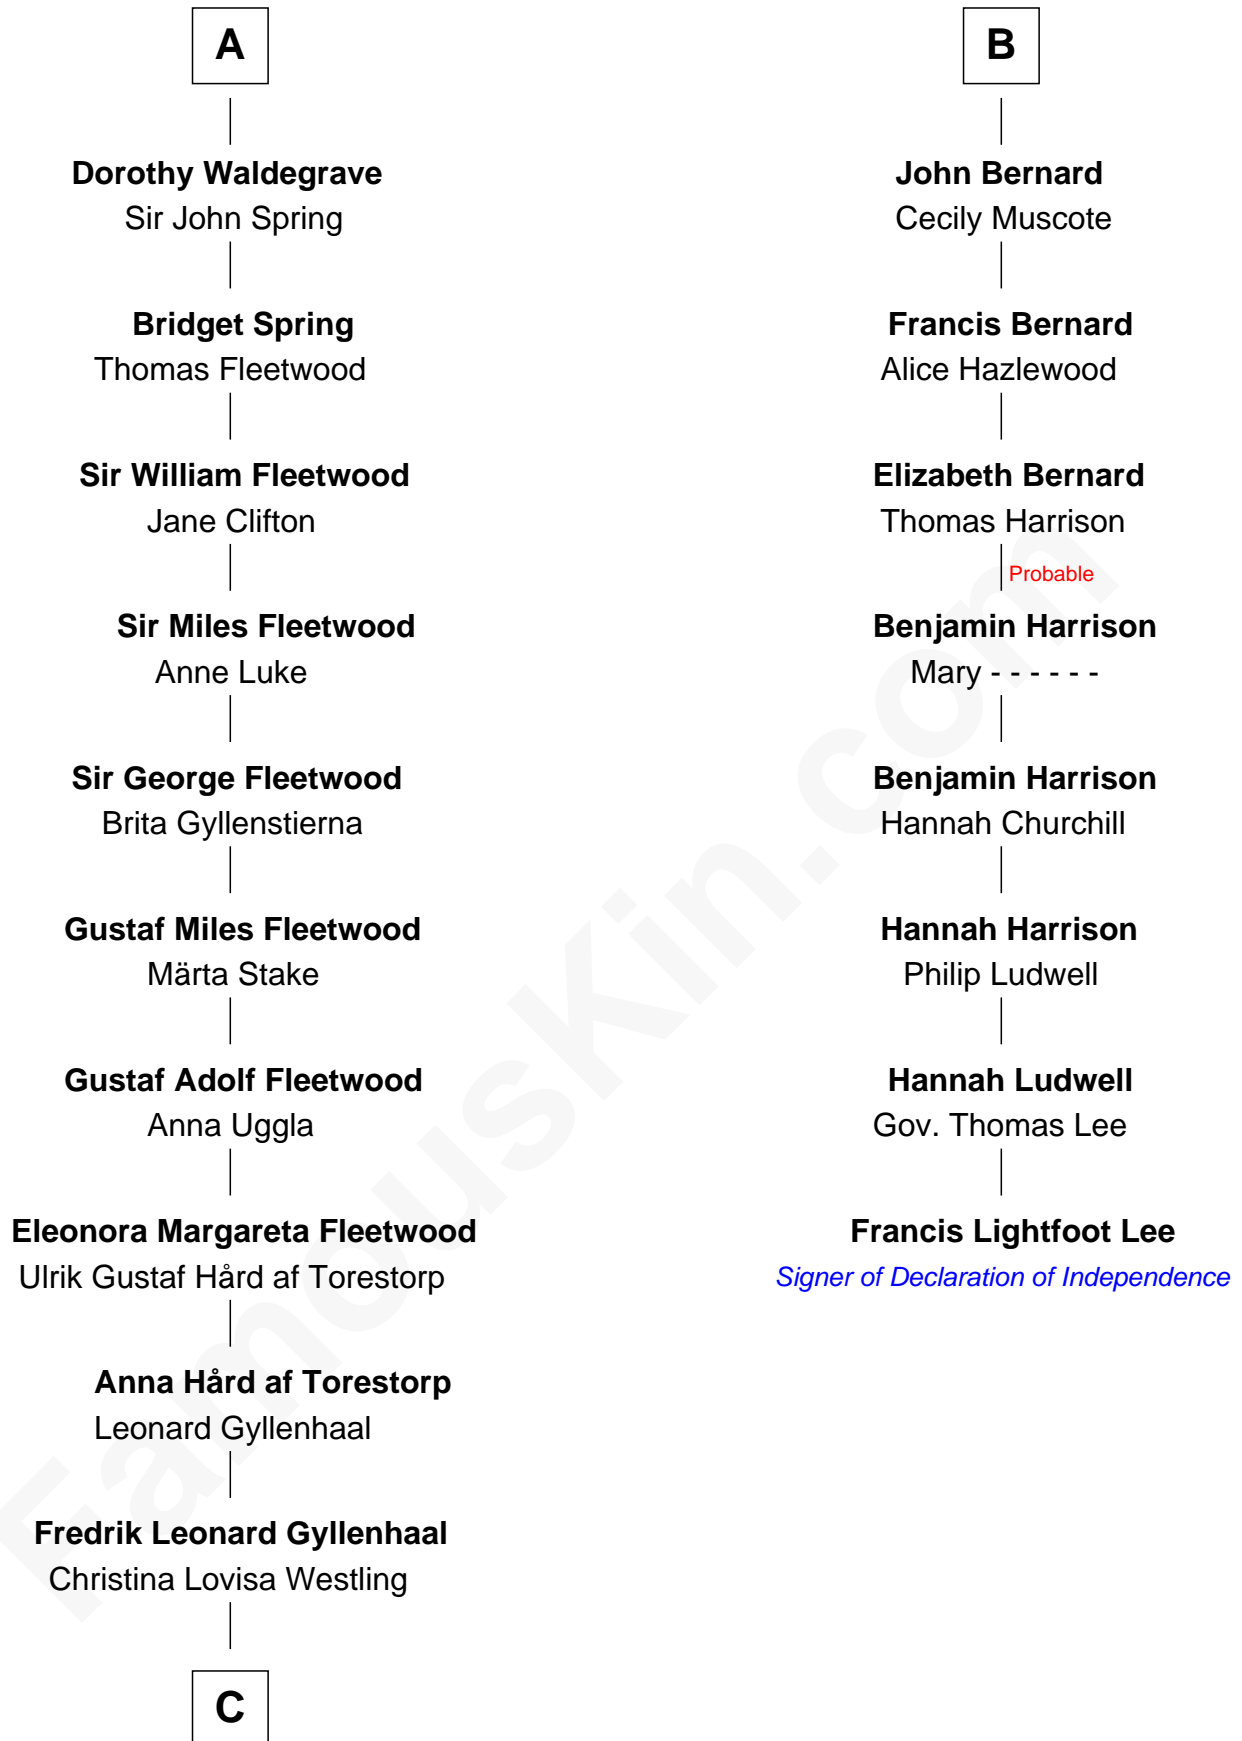 A
Dorothy Waldegrave
Sir John Spring
Bridget Spring
Thomas Fleetwood
Sir William Fleetwood
Jane Clifton
Sir Miles Fleetwood
Anne Luke
Sir George Fleetwood
Brita Gyllenstierna
Gustaf Miles Fleetwood
Märta Stake
Gustaf Adolf Fleetwood
Anna Uggla
Eleonora Margareta Fleetwood
Ulrik Gustaf Hård af Torestorp
Anna Hård af Torestorp
Leonard Gyllenhaal
Fredrik Leonard Gyllenhaal
Christina Lovisa Westling
C
B
John Bernard
Cecily Muscote
Francis Bernard
Alice Hazlewood
Elizabeth Bernard
Thomas Harrison
Probable
Benjamin Harrison
Mary - - - - - -
Benjamin Harrison
Hannah Churchill
Hannah Harrison
Philip Ludwell
Hannah Ludwell
Gov. Thomas Lee
Francis Lightfoot Lee
Signer of Declaration of Independence
FamousKin.com